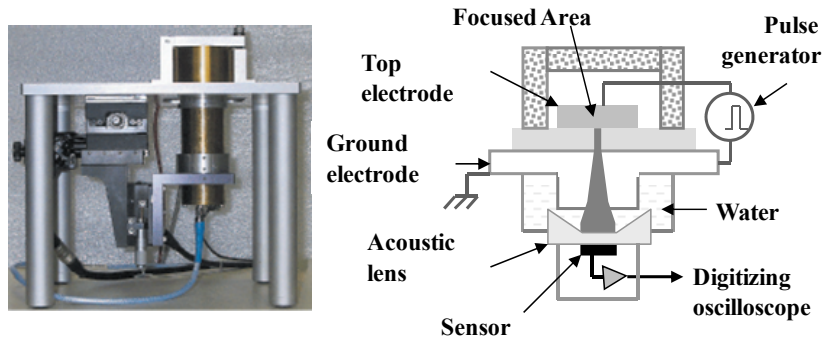 Focused Area
Pulse
generator
Top
electrode
Ground
electrode
Water
Acoustic
lens
Digitizing
oscilloscope
Sensor